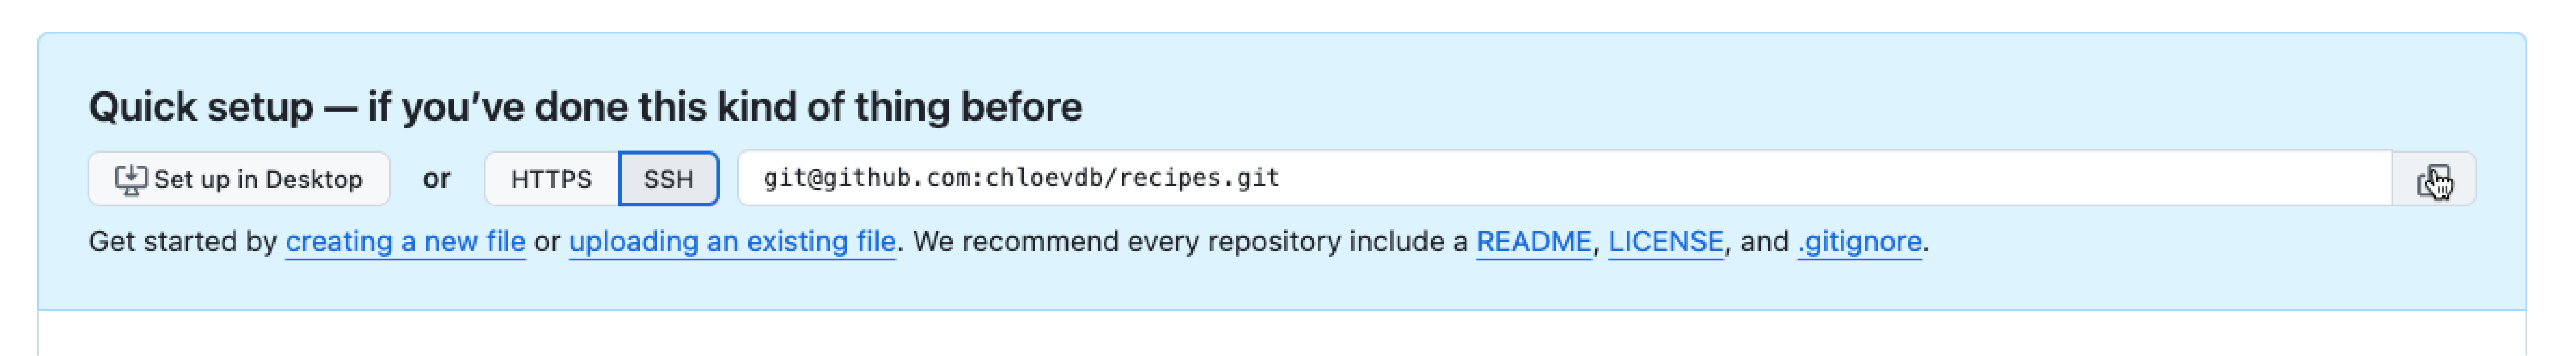 Quick setup — if you’ve done this kind of thing before
Set up in Desktop or HTTPS SSH git@github.com:chloevdb/recipes.git
Get started by creating a new file or uploading an existing file. We recommend every repository include a README, LICENSE, and .gitignore.